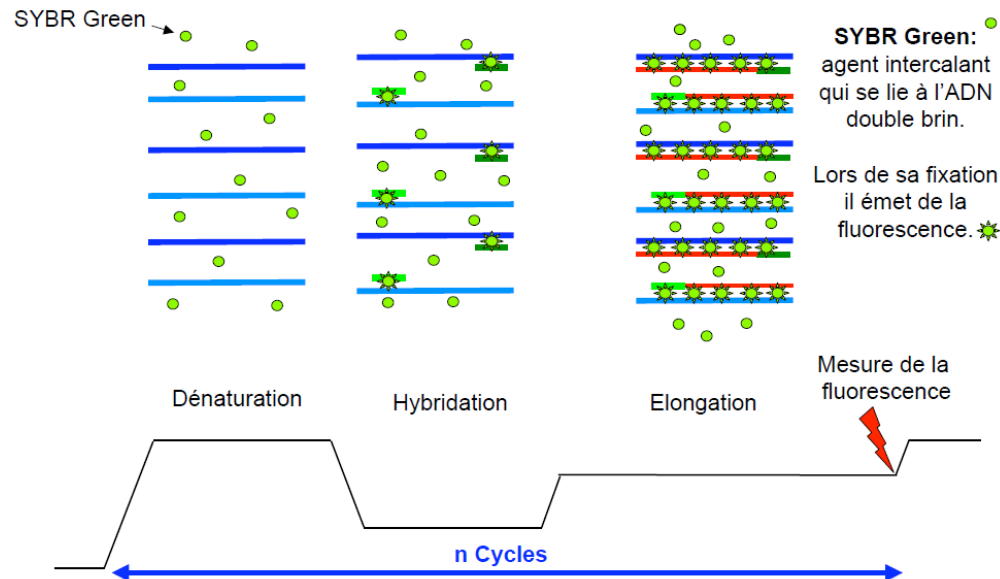 SYBR Green
SYBR Green:
agent intercalant
qui se lie à l'ADN
double brin.
Lors de sa fixation
il émet de la
fluorescence.
Mesure de la
fluorescence
Dénaturation
Hybridation
Elongation
n Cycles